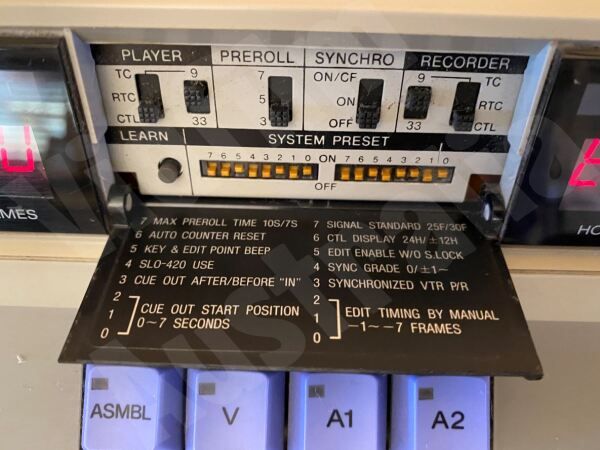 PLAYER PREROLL SYNCHRO RECORDER
TC 9 7 ON/CF 9 TC
RTC 5 ON RTC
CTL 33 3 OFF 33 CTL
LEARN SYSTEM PRESET
7 6 5 4 3 2 1 0 ON 7 6 5 4 3 2 1 0
OFF
FRAMES
HO
7 MAX PREROLL TIME 10S/7S
6 AUTO COUNTER RESET
5 KEY & EDIT POINT BEEP
4 SLO-420 USE
3 CUE OUT AFTER/BEFORE "IN"
2
1 CUE OUT START POSITION
0 0~7 SECONDS
7 SIGNAL STANDARD 25F/30F
6 CTL DISPLAY 24H/±12H
5 EDIT ENABLE W/O S.LOCK
4 SYNC GRADE 0/±1~
3 SYNCHRONIZED VTR P/R
2
1 EDIT TIMING BY MANUAL
0 -1~-7 FRAMES
ASMBL V A1 A2